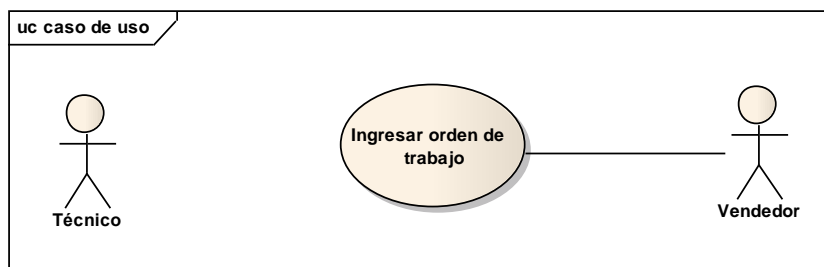 uc caso de uso
Ingresar orden de
trabajo
Técnico
Vendedor